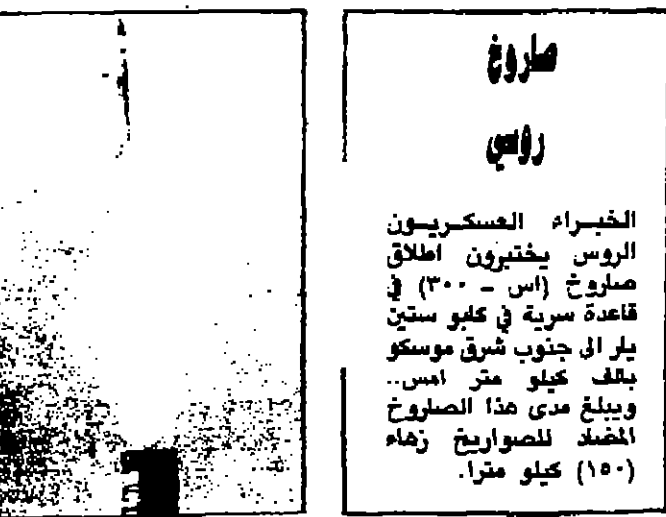 صاروخ
روسي
الخبراء العسكريون
الروس يختبرون اطلاق
صاروخ (اس - ٣٠٠) في
قاعدة سرية في كابو ستين
يار الى جنوب شرق موسكو
بالف كيلو متر امس..
ويبلغ مدى هذا الصاروخ
المضاد للصواريخ زهاء
(١٥٠) كيلو مترا.